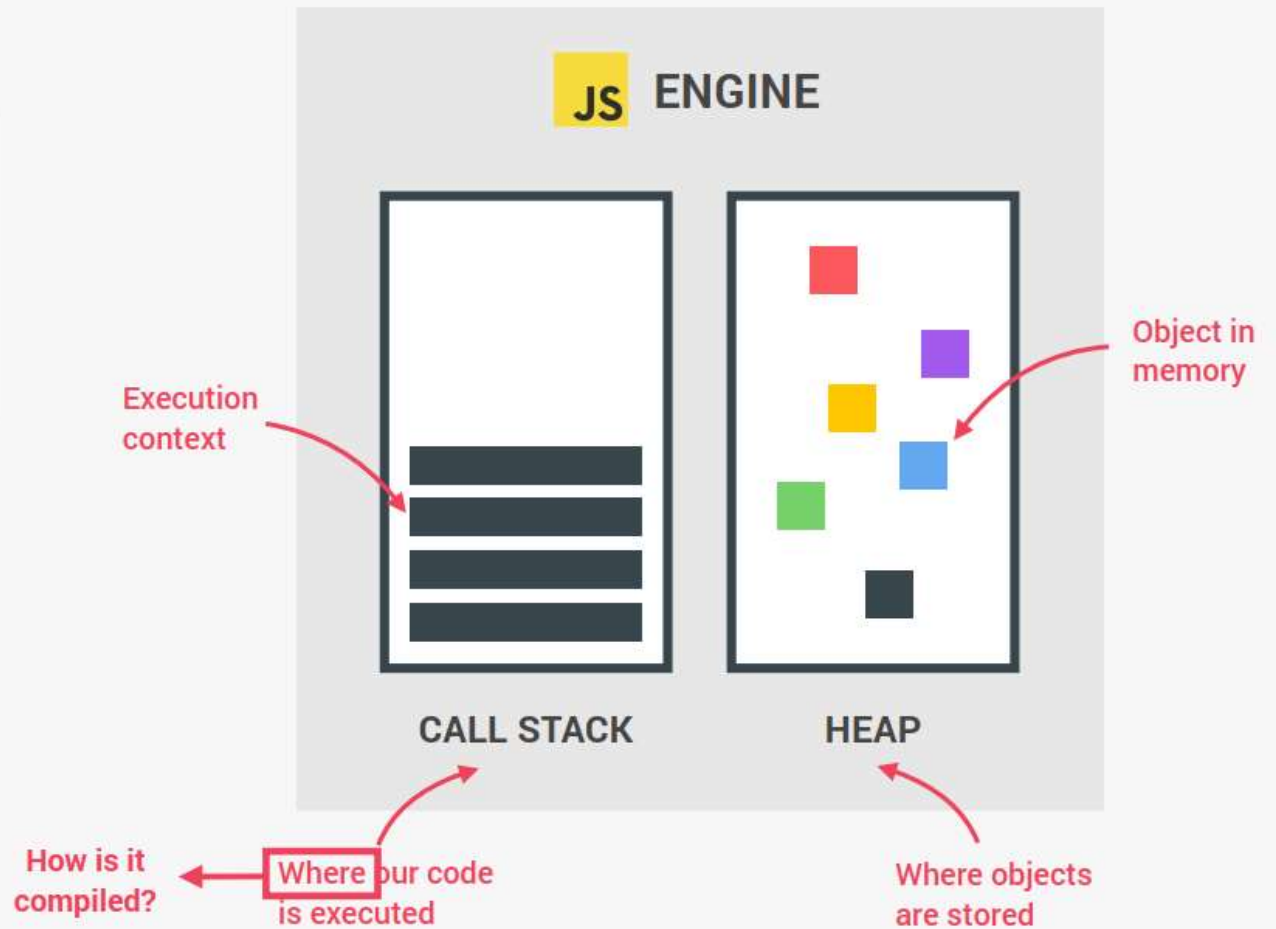 JS ENGINE
Execution
context
Object in
memory
CALL STACK
HEAP
How is it
compiled?
Where our code
is executed
Where objects
are stored